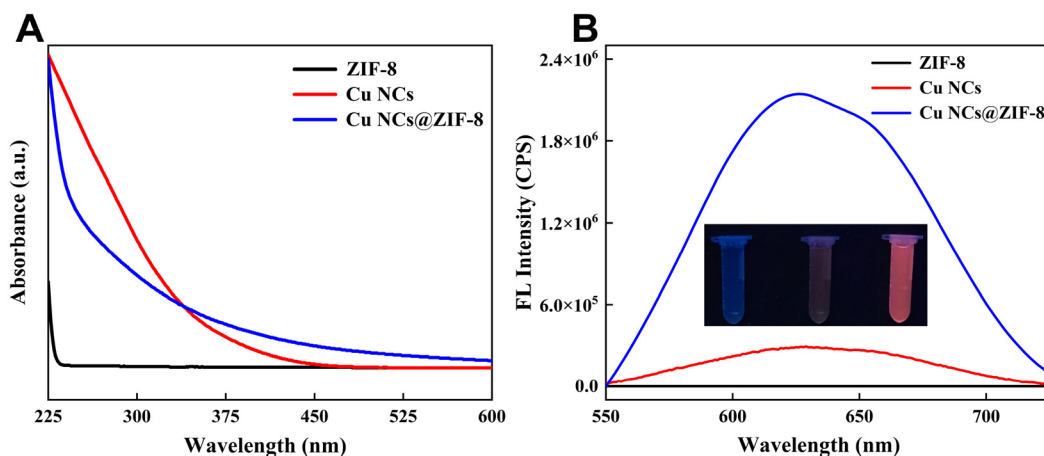 A
ZIF-8
Cu NCs
Cu NCs@ZIF-8
Absorbance (a.u.)
225 300 375 450 525 600
Wavelength (nm)
B
ZIF-8
Cu NCs
Cu NCs@ZIF-8
FL Intensity (CPS)
2.4×10⁶
1.8×10⁶
1.2×10⁶
6.0×10⁵
0.0
550 600 650 700
Wavelength (nm)